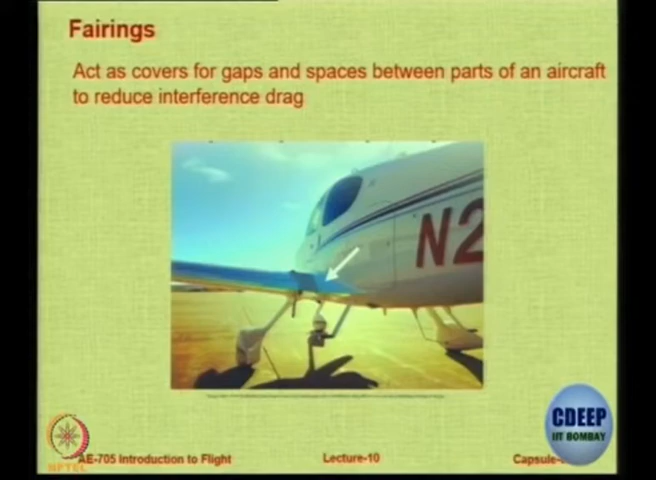 Fairings
Act as covers for gaps and spaces between parts of an aircraft
to reduce interference drag
N2
CDEEP
IIT BOMBAY
NPTEL
AE-705 Introduction to Flight
Lecture-10
Capsule-